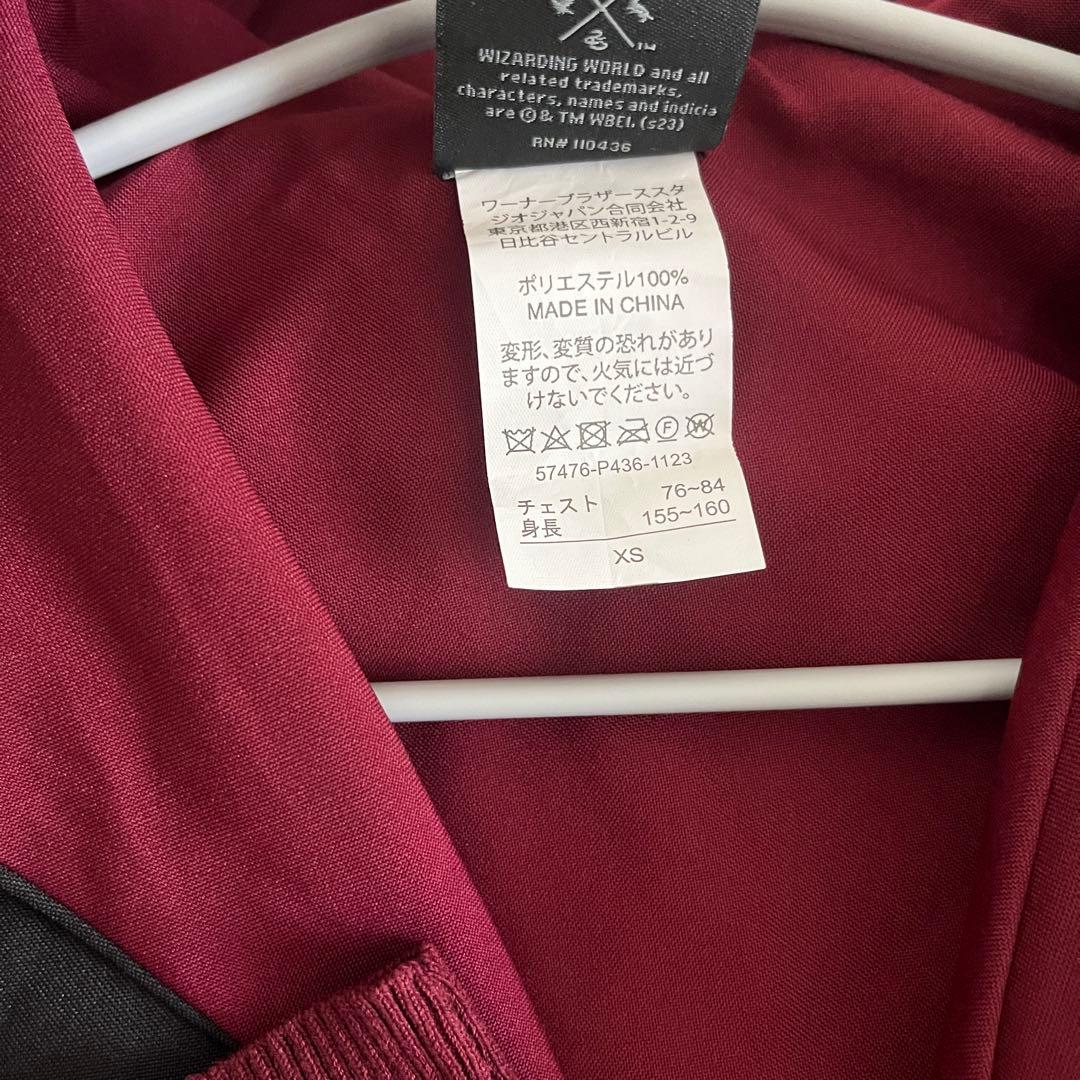 TM
WIZARDING WORLD and all
related trademarks,
characters, names and indicia
are © & TM WBEI. (s23)
RN# 110436
ワーナーブラザーススタ
ジオジャパン合同会社
東京都港区西新宿1-2-9
日比谷セントラルビル
ポリエステル100%
MADE IN CHINA
変形、変質の恐れがあり
ますので、火気には近づ
けないでください。
F W
57476-P436-1123
チェスト 76~84
身長 155~160
XS